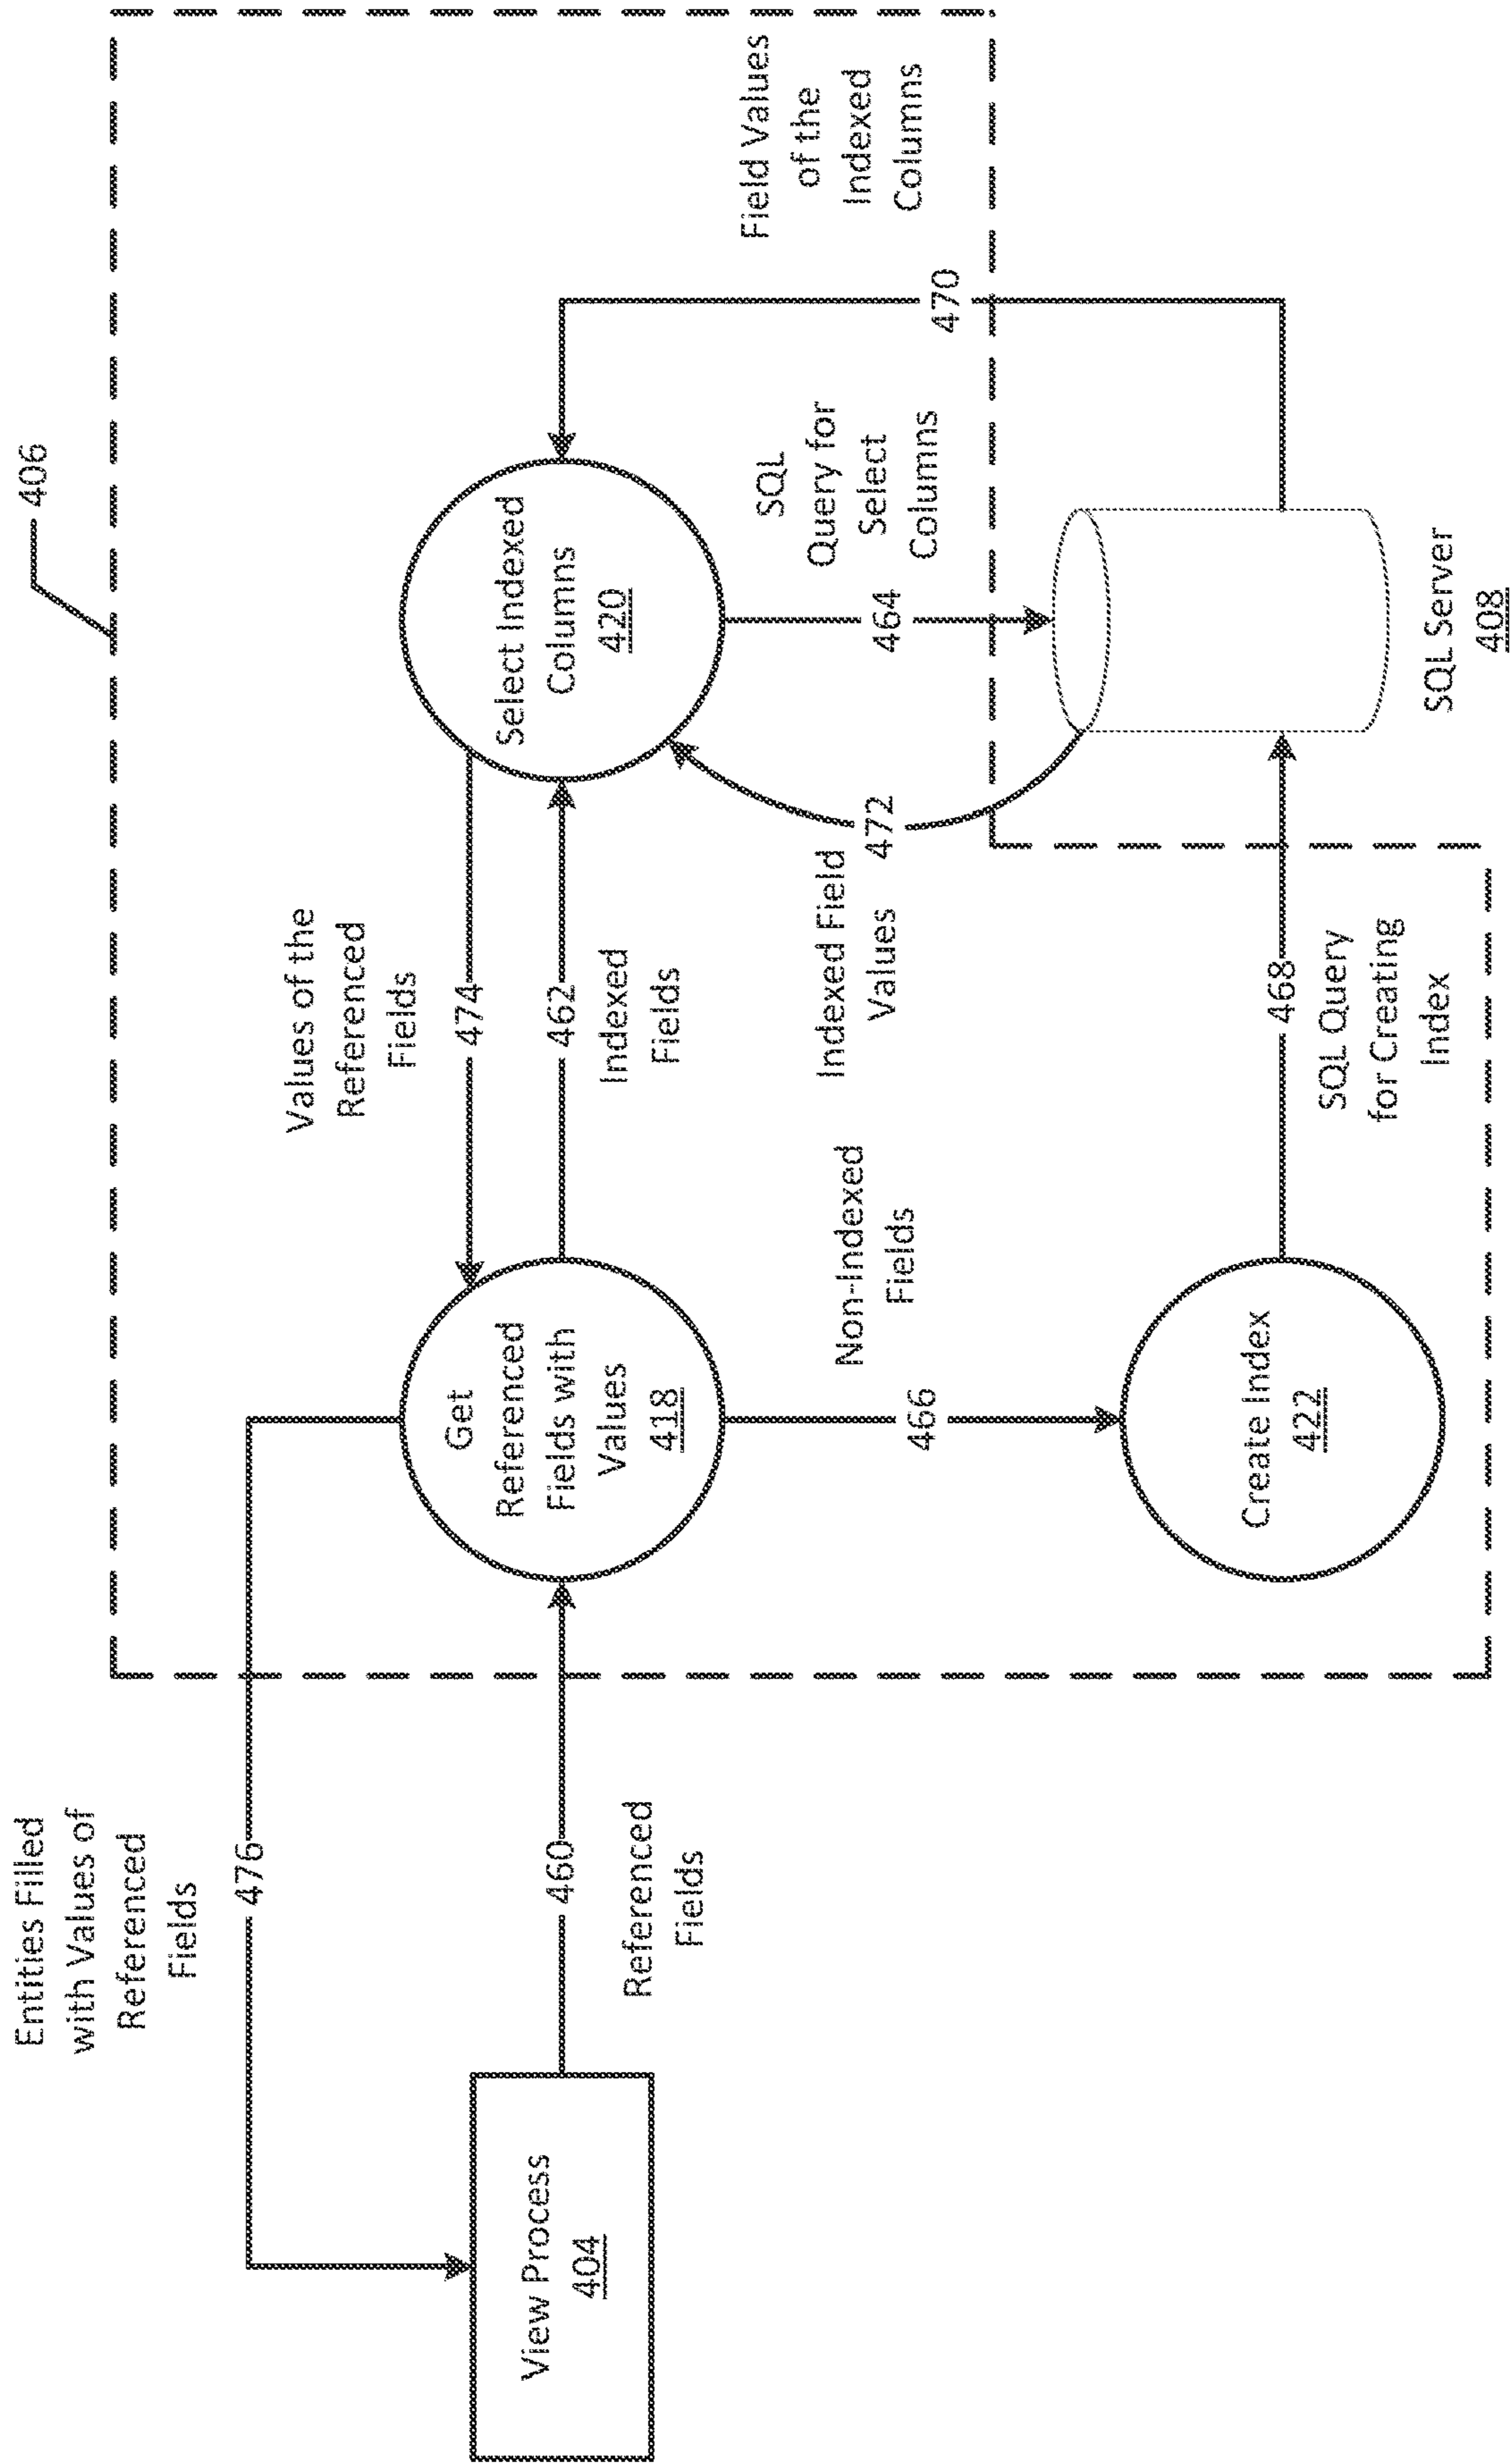 406
Entities Filled
with Values of
Referenced
Fields
476
View Process
404
460
Referenced
Fields
Get
Referenced
Fields with
Values
418
Values of the
Referenced
Fields
474
462
Indexed
Fields
Select Indexed
Columns
420
SQL
Query for
Select
Columns
464
Field Values
of the
Indexed
Columns
470
Indexed Field
Values
472
Non-Indexed
Fields
466
Create Index
422
468
SQL Query
for Creating
Index
SQL Server
408